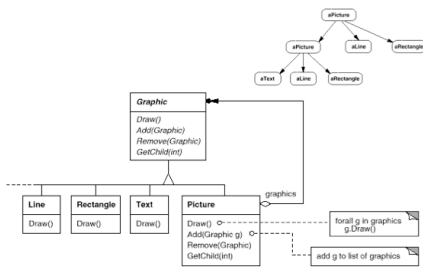 aPicture
aPicture
aLine
aRectangle
aText
aLine
aRectangle
Graphic
Draw()
Add(Graphic)
Remove(Graphic)
GetChild(int)
graphics
Line
Draw()
Rectangle
Draw()
Text
Draw()
Picture
Draw()
Add(Graphic g)
Remove(Graphic)
GetChild(int)
forall g in graphics
g.Draw()
add g to list of graphics